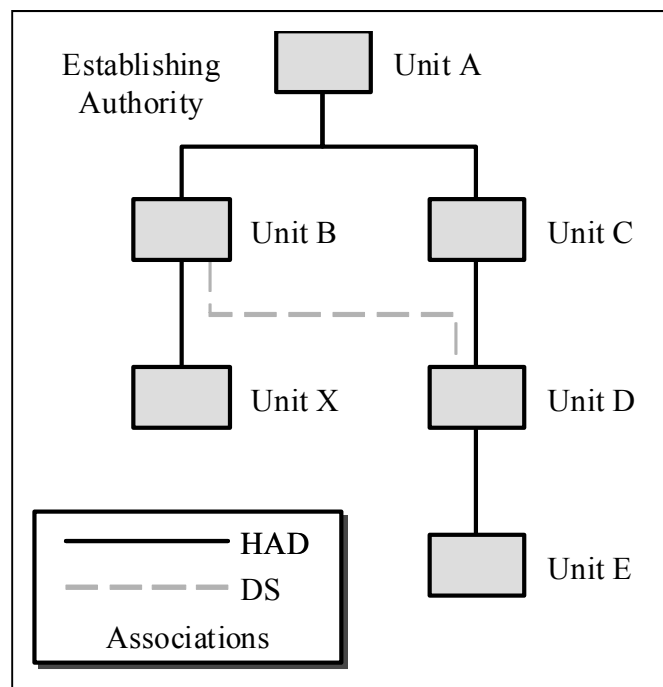 Establishing
Authority
Unit A
Unit B
Unit C
Unit X
Unit D
Unit E
HAD
DS
Associations